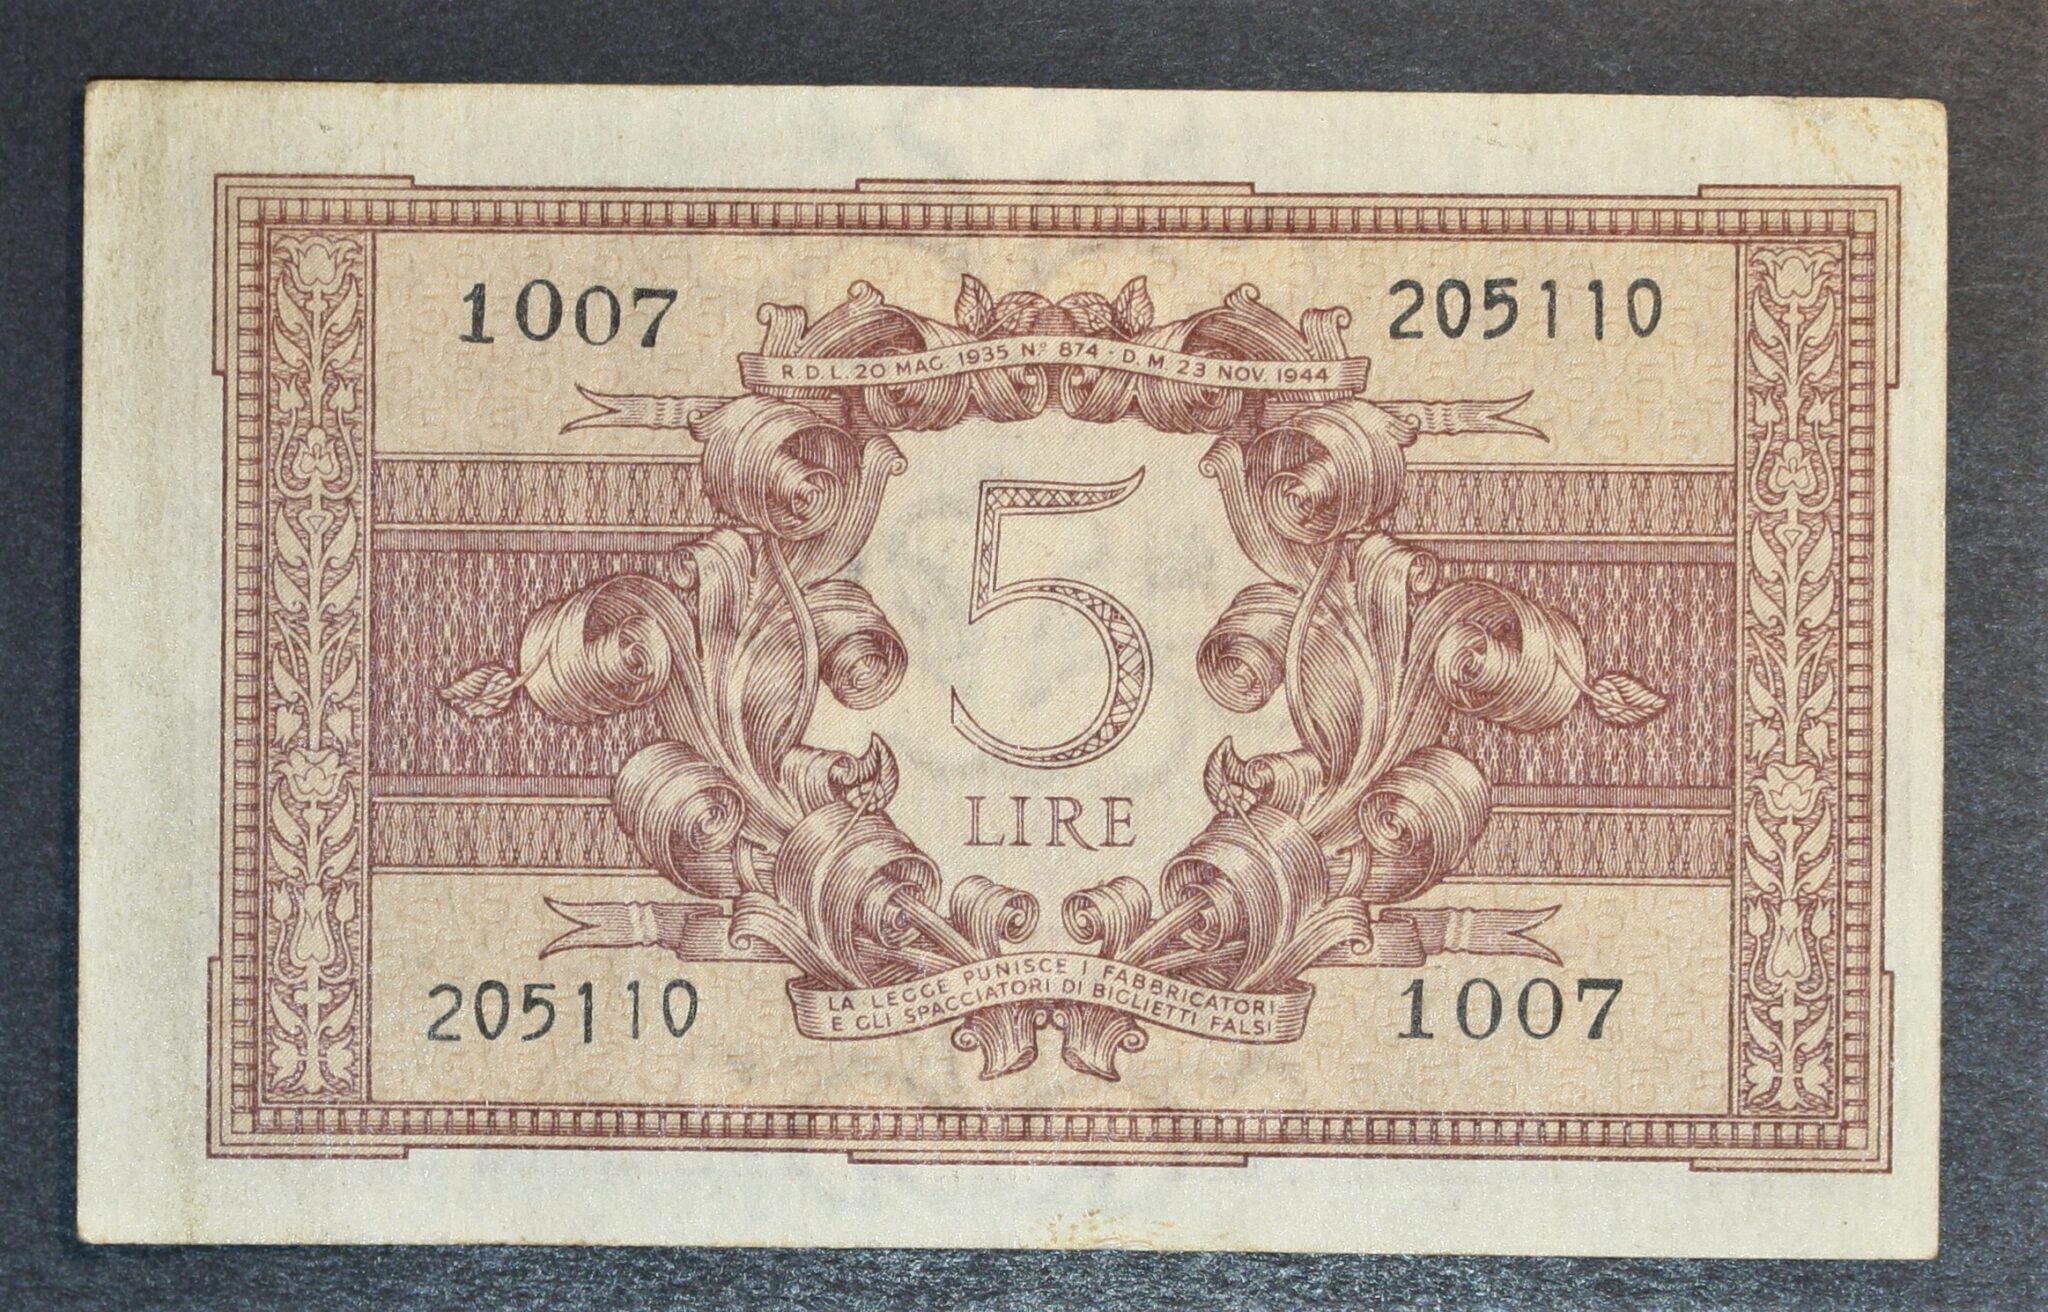 1007
205110
R.D.L. 20 MAG. 1935 N.º 874 - D.M. 23 NOV. 1944
5
LIRE
205110
1007
LA LEGGE PUNISCE I FABBRICATORI
E GLI SPACCIATORI DI BIGLIETTI FALSI